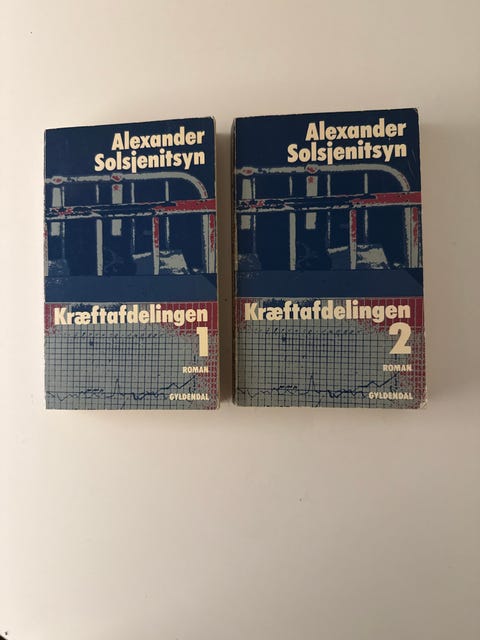 Alexander
Solsjenitsyn
Kræftafdelingen
1
ROMAN
GYLDENDAL
Alexander
Solsjenitsyn
Kræftafdelingen
2
ROMAN
GYLDENDAL